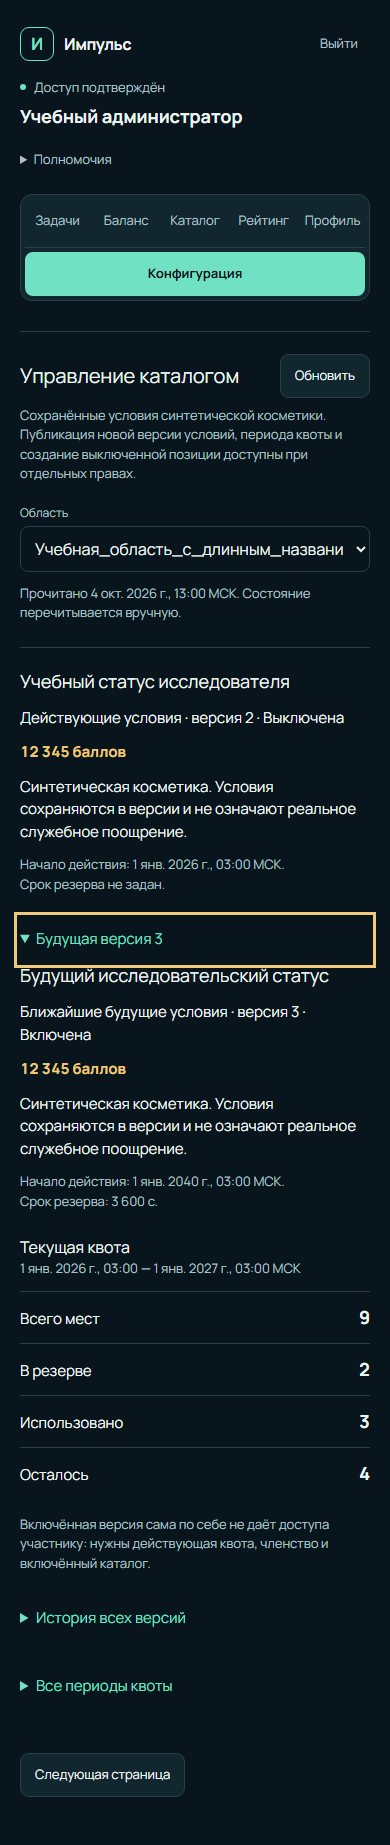 И Импульс Выйти
Доступ подтверждён
Учебный администратор
Полномочия
Задачи Баланс Каталог Рейтинг Профиль
Конфигурация
Управление каталогом Обновить
Сохранённые условия синтетической косметики.
Публикация новой версии условий, периода квоты и
создание выключенной позиции доступны при
отдельных правах.
Область
Учебная_область_с_длинным_названи
Прочитано 4 окт. 2026 г., 13:00 МСК. Состояние
перечитывается вручную.
Учебный статус исследователя
Действующие условия · версия 2 · Выключена
12 345 баллов
Синтетическая косметика. Условия
сохраняются в версии и не означают реальное
служебное поощрение.
Начало действия: 1 янв. 2026 г., 03:00 МСК.
Срок резерва не задан.
Будущая версия 3
Будущий исследовательский статус
Ближайшие будущие условия · версия 3 ·
Включена
12 345 баллов
Синтетическая косметика. Условия
сохраняются в версии и не означают реальное
служебное поощрение.
Начало действия: 1 янв. 2040 г., 03:00 МСК.
Срок резерва: 3 600 с.
Текущая квота
1 янв. 2026 г., 03:00 — 1 янв. 2027 г., 03:00 МСК
Всего мест 9
В резерве 2
Использовано 3
Осталось 4
Включённая версия сама по себе не даёт доступа
участнику: нужны действующая квота, членство и
включённый каталог.
История всех версий
Все периоды квоты
Следующая страница